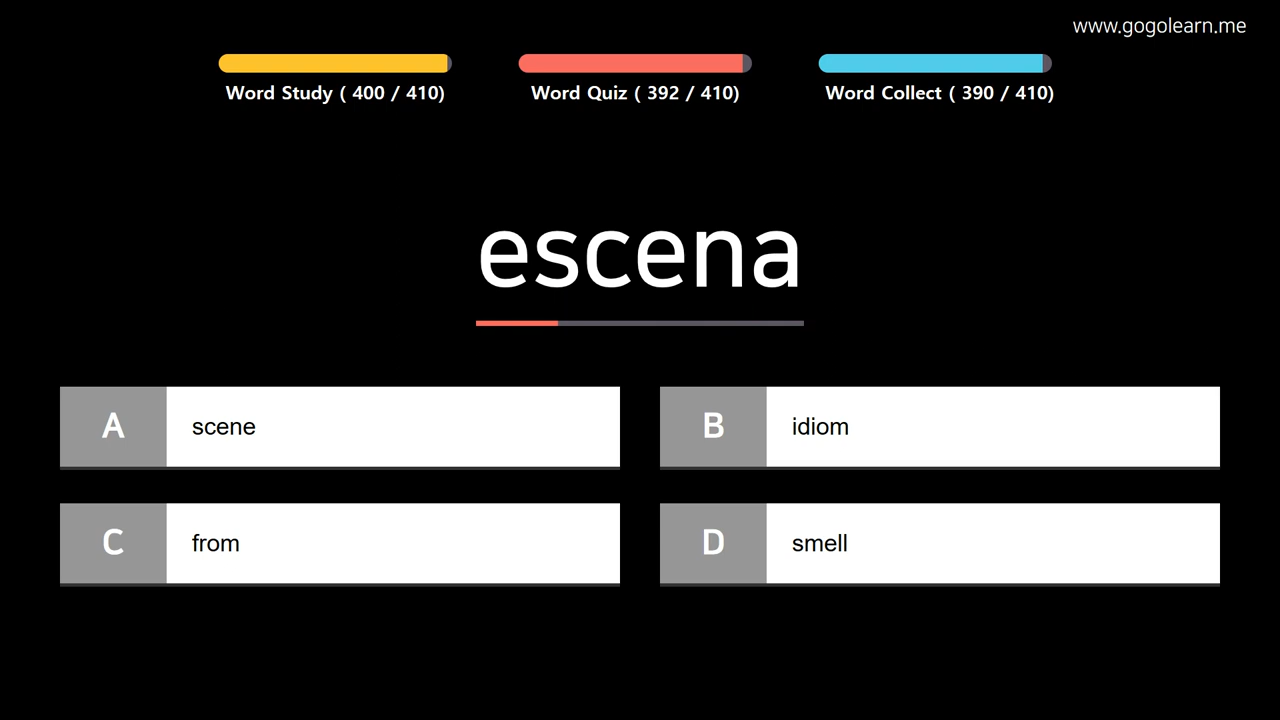 www.gogolearn.me
Word Study ( 400 / 410)
Word Quiz ( 392 / 410)
Word Collect ( 390 / 410)
escena
A scene
B idiom
C from
D smell